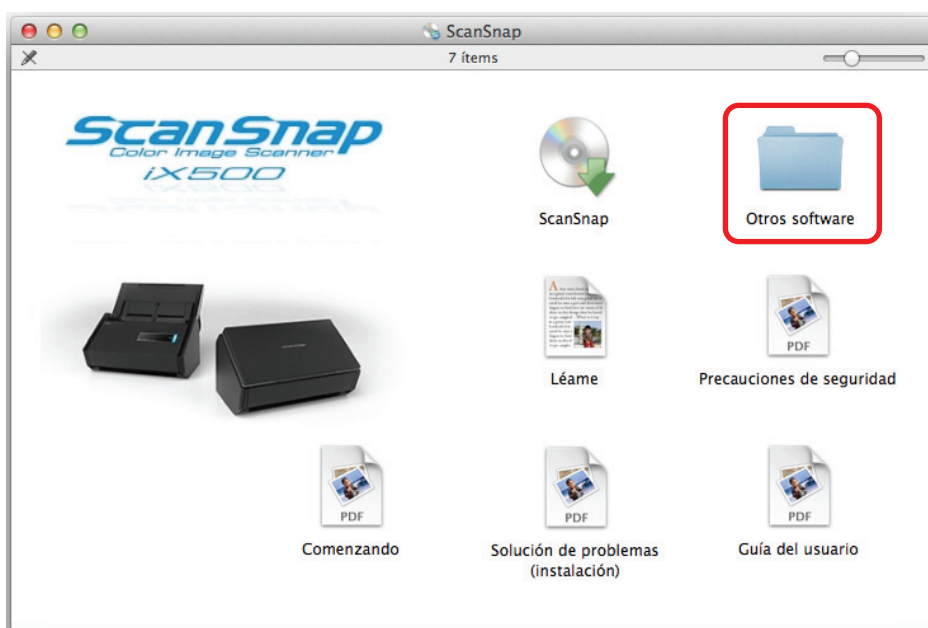 ScanSnap
7 ítems
ScanSnap
Color Image Scanner
iX500
ScanSnap
Otros software
PDF
Léame
Precauciones de seguridad
PDF
PDF
PDF
Comenzando
Solución de problemas
(instalación)
Guía del usuario